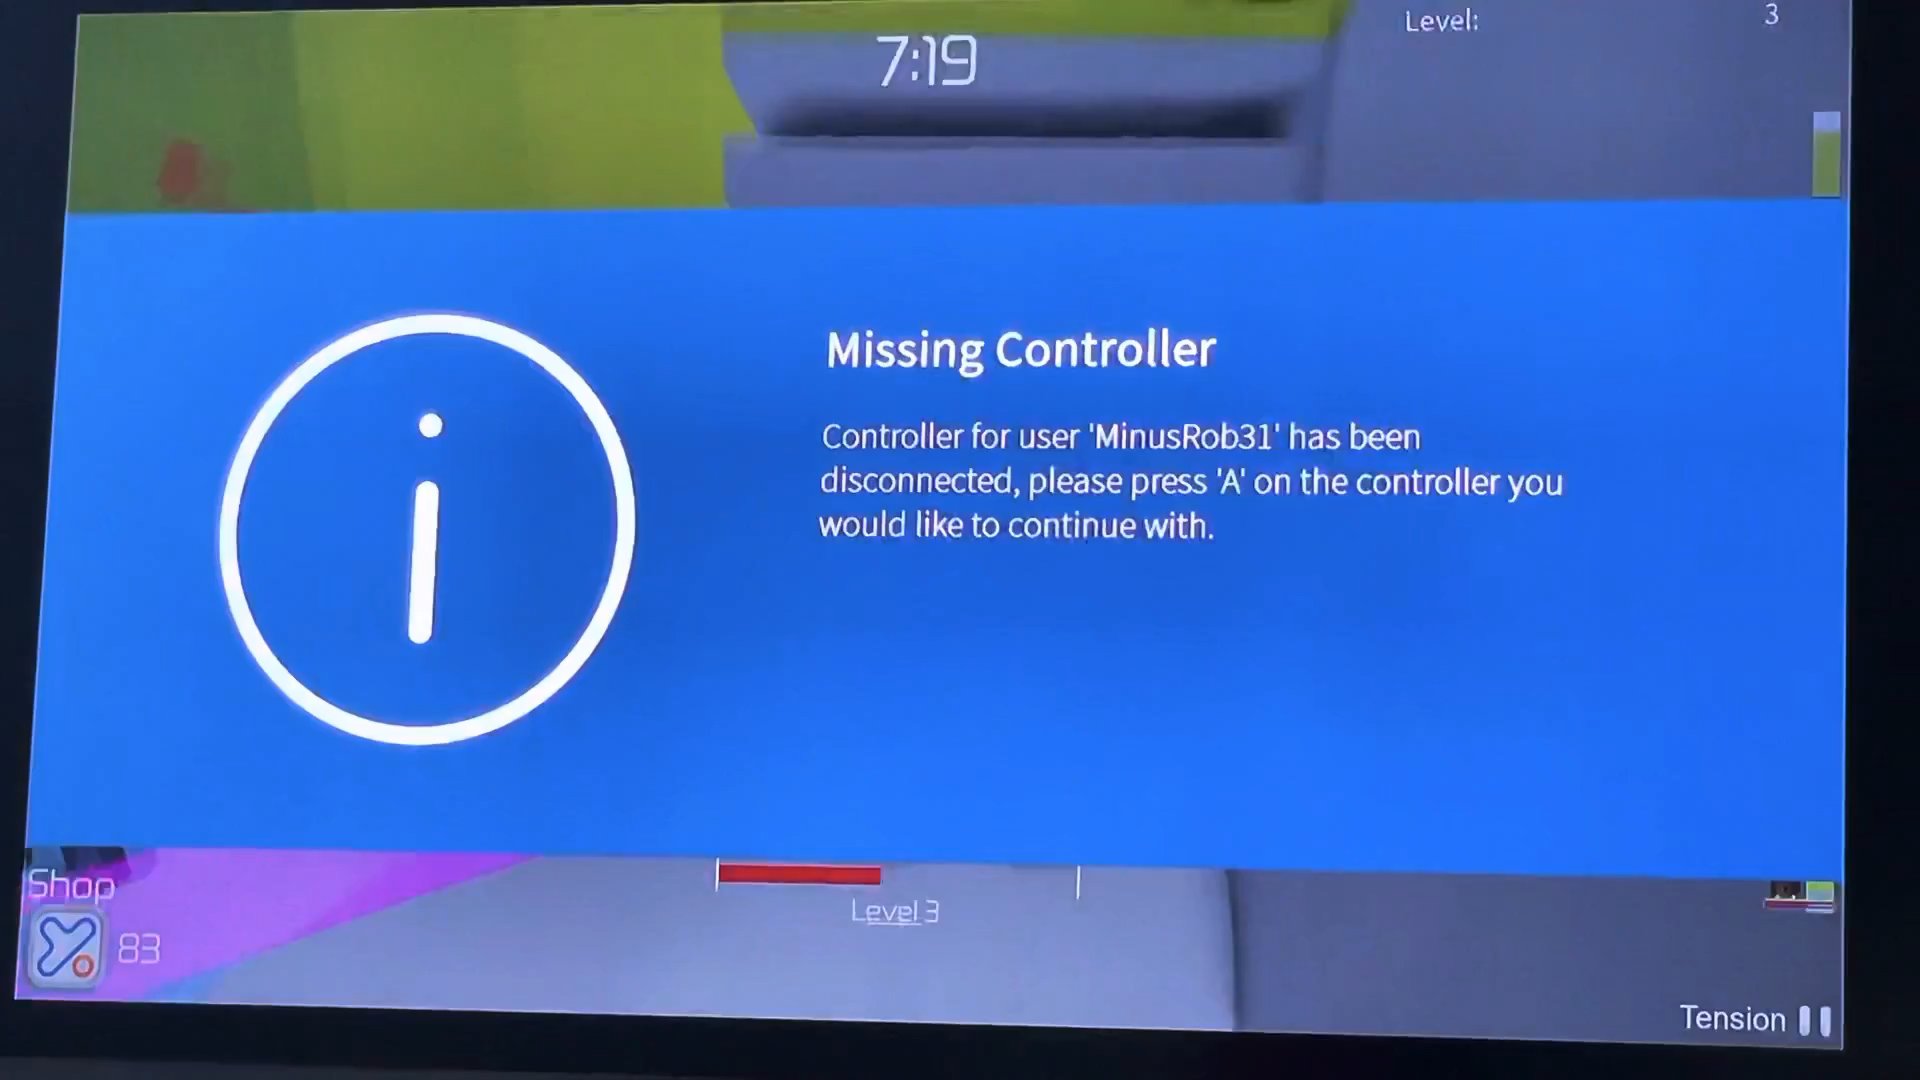 Level: 3
7:19
Missing Controller
Controller for user 'MinusRob31' has been
disconnected, please press 'A' on the controller you
would like to continue with.
Shop
83
Level 3
Tension